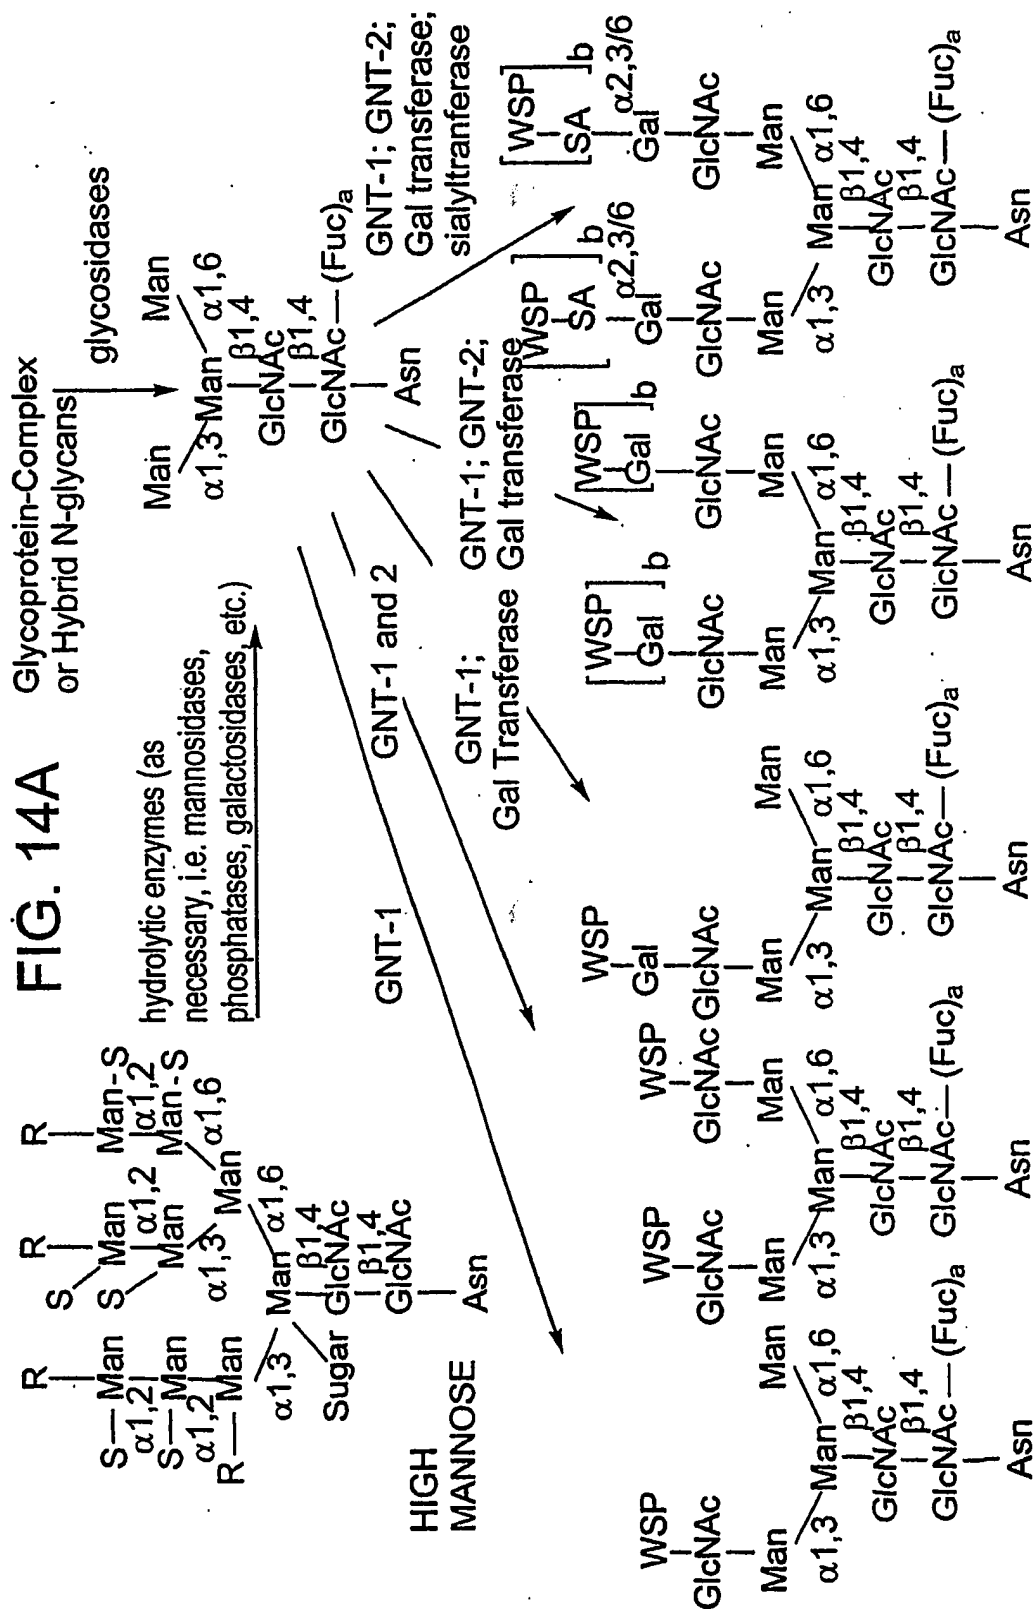 FIG. 14A
Glycoprotein-Complex
or Hybrid N-glycans
glycosidases
R R R
S—Man S Man Man-S
α1,2 α1,2 α1,2
S—Man S Man Man-S
α1,2 α1,3 α1,6
R—Man Man
α1,3 α1,6
Man
Sugar β1,4
GlcNAc
β1,4
GlcNAc
Asn
HIGH
MANNOSE
hydrolytic enzymes (as
necessary, i.e. mannosidases,
phosphatases, galactosidases, etc.)
Man Man
α1,3 Man α1,6
β1,4
GlcNAc
β1,4
GlcNAc—(Fuc)a
Asn
GNT-1
GNT-1 and 2
GNT-1;
Gal Transferase
GNT-1; GNT-2;
Gal transferase
GNT-1; GNT-2;
Gal transferase;
sialyltranferase
WSP
GlcNAc
Man Man
α1,3 Man α1,6
β1,4
GlcNAc
β1,4
GlcNAc—(Fuc)a
Asn
WSP WSP
GlcNAc GlcNAc
Man Man
α1,3 Man α1,6
β1,4
GlcNAc
β1,4
GlcNAc—(Fuc)a
Asn
WSP
Gal
GlcNAc
Man Man
α1,3 Man α1,6
β1,4
GlcNAc
β1,4
GlcNAc—(Fuc)a
Asn
[WSP] [WSP]
[Gal]b [Gal]b
GlcNAc GlcNAc
Man Man
α1,3 Man α1,6
β1,4
GlcNAc
β1,4
GlcNAc—(Fuc)a
Asn
[WSP] [WSP]
[SA]b [SA]b
α2,3/6 α2,3/6
Gal Gal
GlcNAc GlcNAc
Man Man
α1,3 Man α1,6
β1,4
GlcNAc
β1,4
GlcNAc—(Fuc)a
Asn